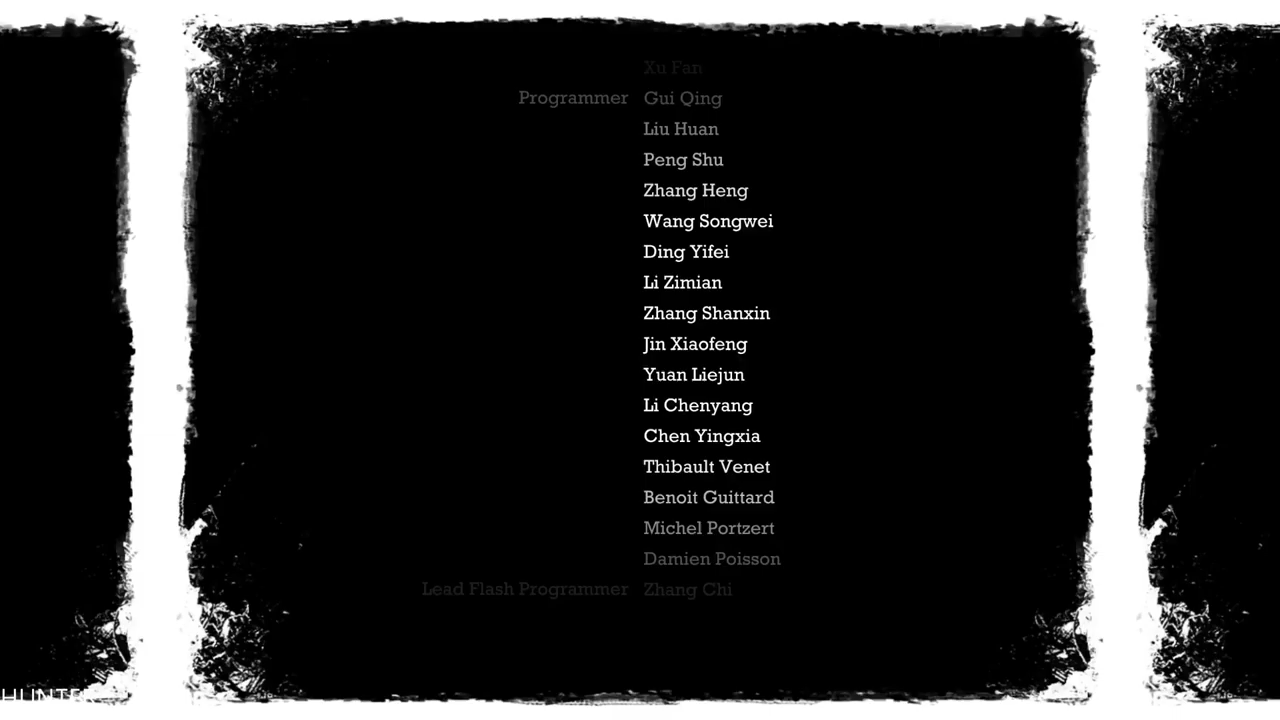 Xu Fan
Programmer Gui Qing
Liu Huan
Peng Shu
Zhang Heng
Wang Songwei
Ding Yifei
Li Zimian
Zhang Shanxin
Jin Xiaofeng
Yuan Liejun
Li Chenyang
Chen Yingxia
Thibault Venet
Benoit Guittard
Michel Portzert
Damien Poisson
Lead Flash Programmer Zhang Chi